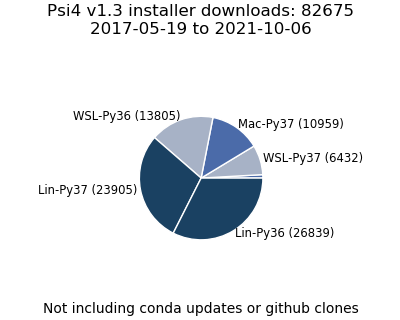 Psi4 v1.3 installer downloads: 82675
2017-05-19 to 2021-10-06
WSL-Py36 (13805)
Mac-Py37 (10959)
WSL-Py37 (6432)
Lin-Py37 (23905)
Lin-Py36 (26839)
Not including conda updates or github clones